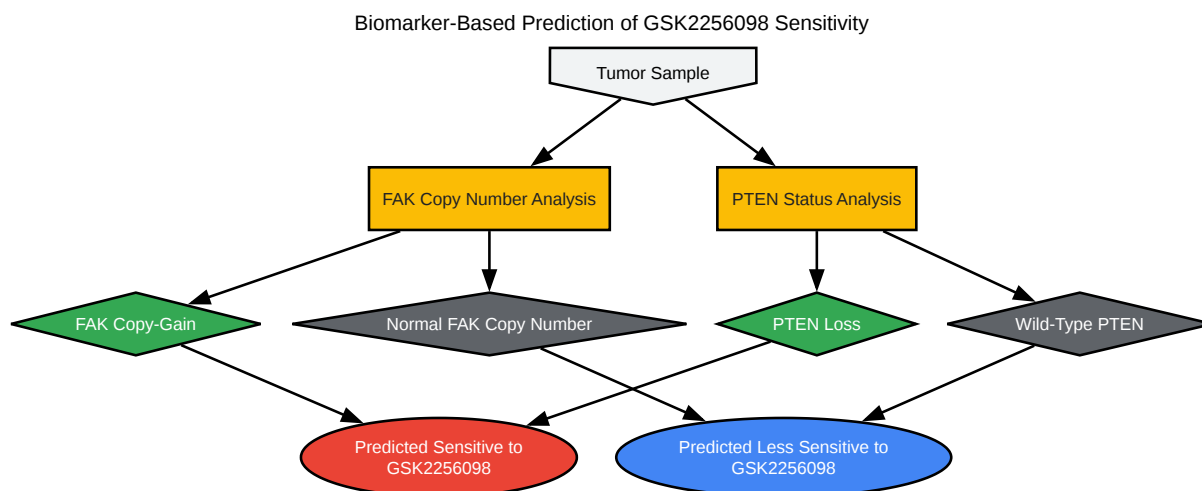 Biomarker-Based Prediction of GSK2256098 Sensitivity
Tumor Sample
FAK Copy Number Analysis
PTEN Status Analysis
FAK Copy-Gain
Normal FAK Copy Number
PTEN Loss
Wild-Type PTEN
Predicted Sensitive to
GSK2256098
Predicted Less Sensitive to
GSK2256098